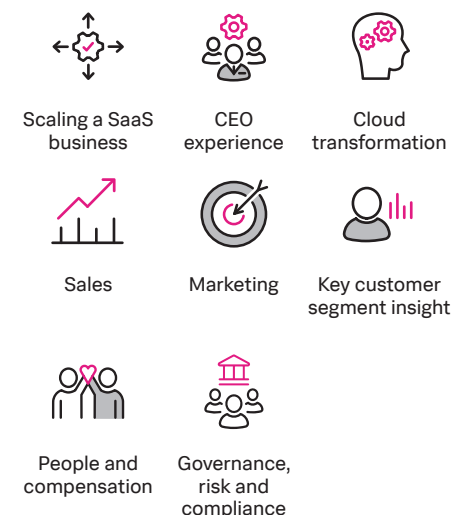 Scaling a SaaS
business
CEO
experience
Cloud
transformation
Sales
Marketing
Key customer
segment insight
People and
compensation
Governance,
risk and
compliance